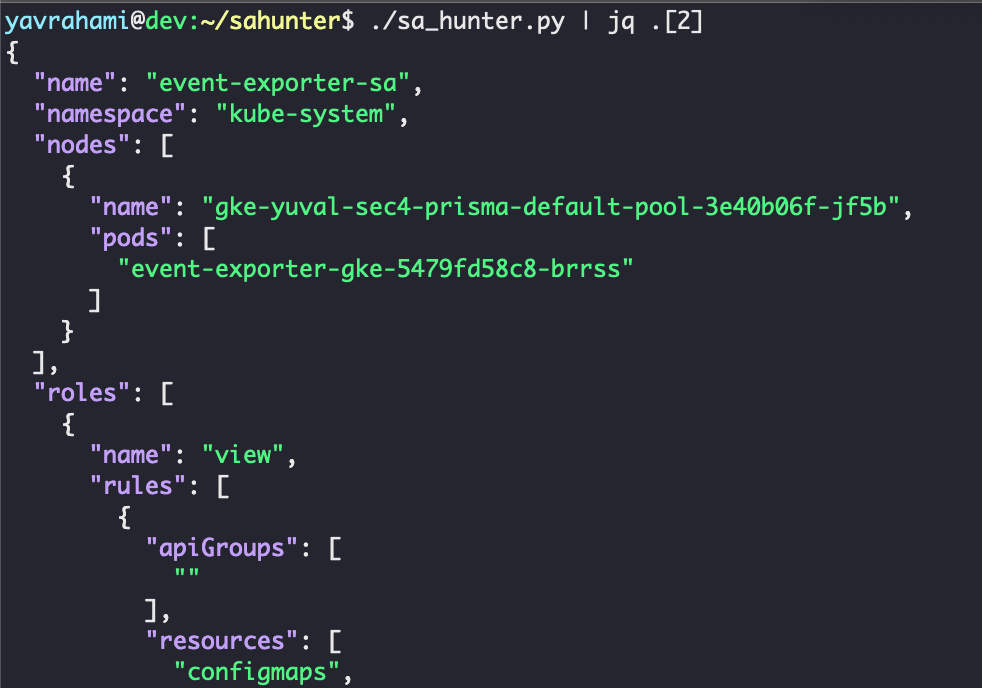 yavrahami@dev:~/sahunter$ ./sa_hunter.py | jq .[2]
{
  "name": "event-exporter-sa",
  "namespace": "kube-system",
  "nodes": [
    {
      "name": "gke-yuval-sec4-prisma-default-pool-3e40b06f-jf5b",
      "pods": [
        "event-exporter-gke-5479fd58c8-brrss"
      ]
    }
  ],
  "roles": [
    {
      "name": "view",
      "rules": [
        {
          "apiGroups": [
            ""
          ],
          "resources": [
            "configmaps",